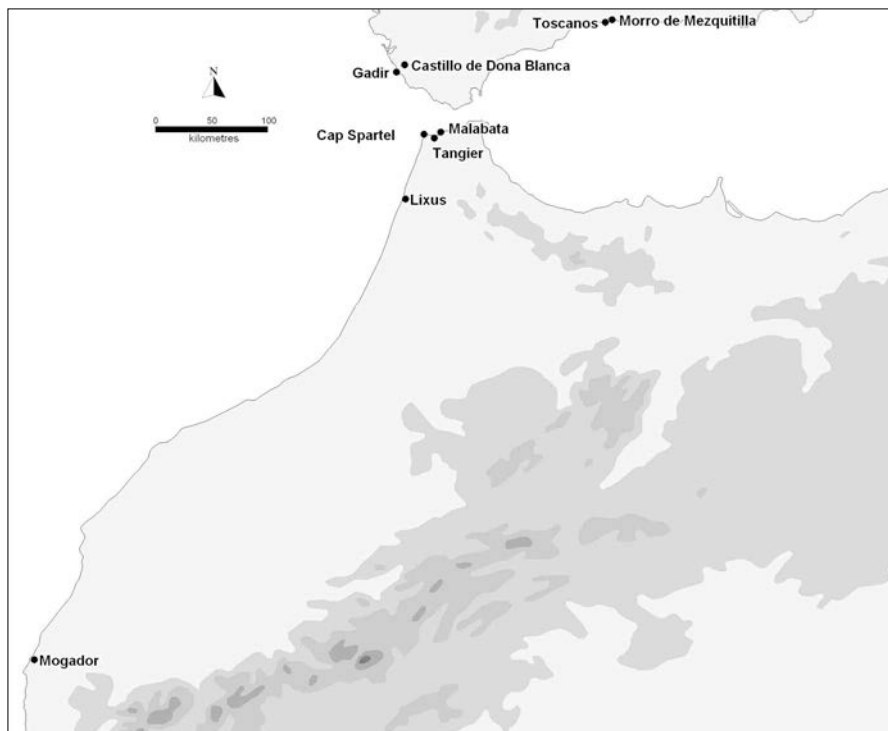 Toscanos
Morro de Mezquitilla
Castillo de Dona Blanca
Gadir
N
0 50 100
kilometres
Cap Spartel
Malabata
Tangier
Lixus
Mogador